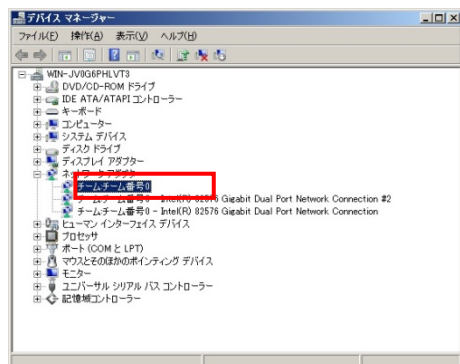 デバイス マネージャー
ファイル(F) 操作(A) 表示(V) ヘルプ(H)
WIN-JV0G6PHLVT3
DVD/CD-ROM ドライブ
IDE ATA/ATAPI コントローラー
キーボード
コンピューター
システム デバイス
ディスク ドライブ
ディスプレイ アダプター
ネットワーク アダプター
チームチーム番号0
チームチーム番号0 - Intel(R) 82576 Gigabit Dual Port Network Connection #2
チームチーム番号0 - Intel(R) 82576 Gigabit Dual Port Network Connection
ヒューマン インターフェイス デバイス
プロセッサ
ポート (COM と LPT)
マウスとそのほかのポインティング デバイス
モニター
ユニバーサル シリアル バス コントローラー
記憶域コントローラー